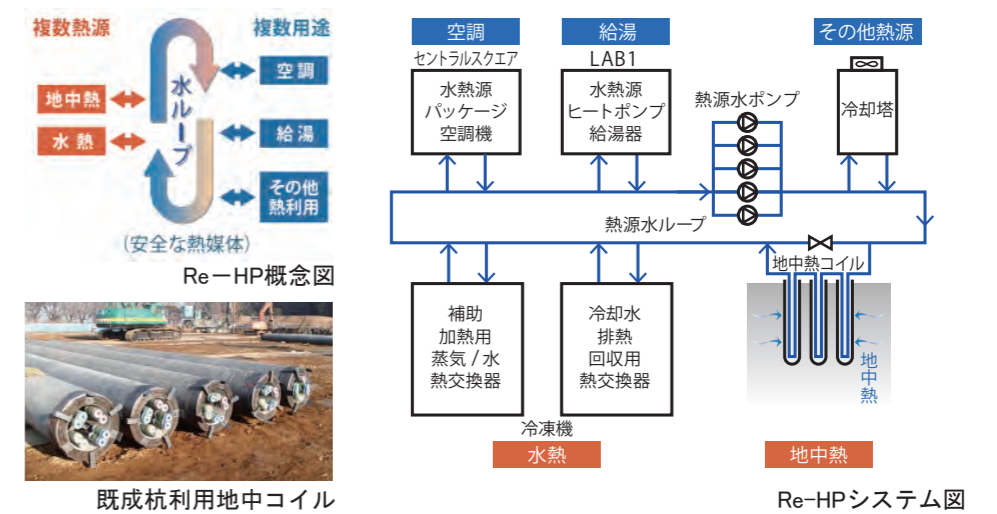 複数熱源
複数用途
水ループ
地中熱
水熱
空調
給湯
その他
熱利用
(安全な熱媒体)
Re-HP概念図
既成杭利用地中コイル
空調
給湯
その他熱源
セントラルスクエア
LAB1
水熱源
パッケージ
空調機
水熱源
ヒートポンプ
給湯器
熱源水ポンプ
冷却塔
熱源水ループ
地中熱コイル
補助
加熱用
蒸気/水
熱交換器
冷却水
排熱
回収用
熱交換器
地中熱
冷凍機
水熱
地中熱
Re-HPシステム図